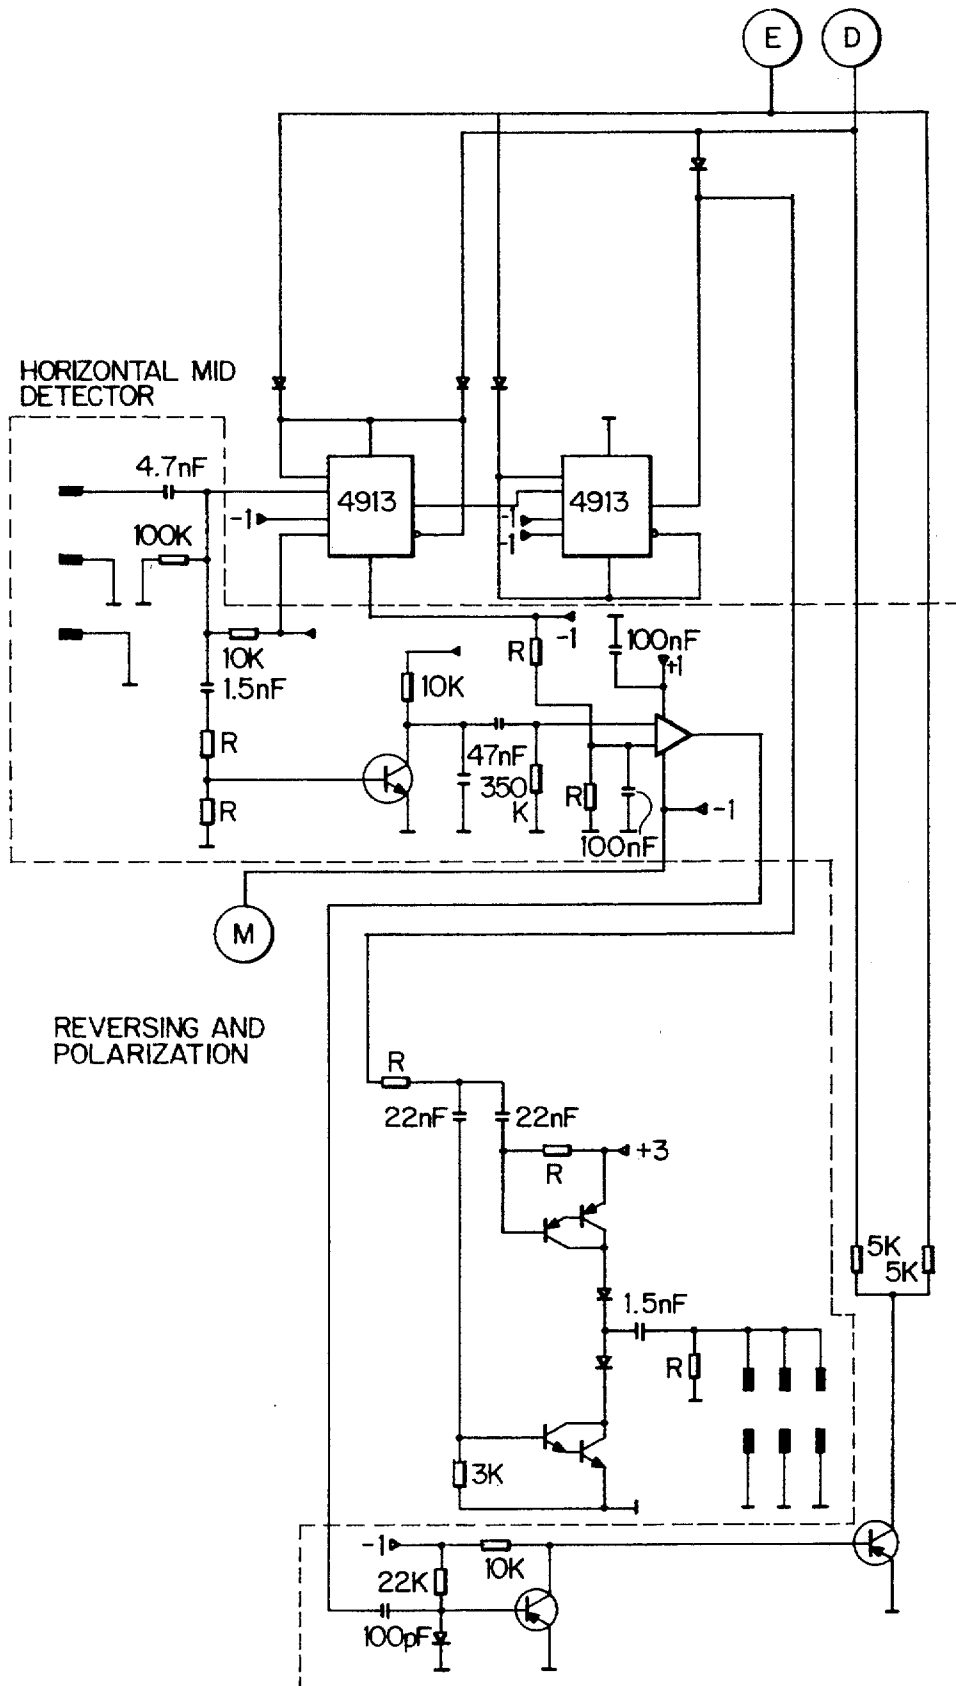 E D
HORIZONTAL MID
DETECTOR
4.7nF
4913
4913
-1
-1
100K
-1
10K
R
-1
100nF
+1
1.5nF
10K
R
47nF
350
K
R
R
-1
100nF
M
REVERSING AND
POLARIZATION
R
22nF
22nF
+3
R
5K
5K
1.5nF
R
3K
-1
10K
22K
100pF